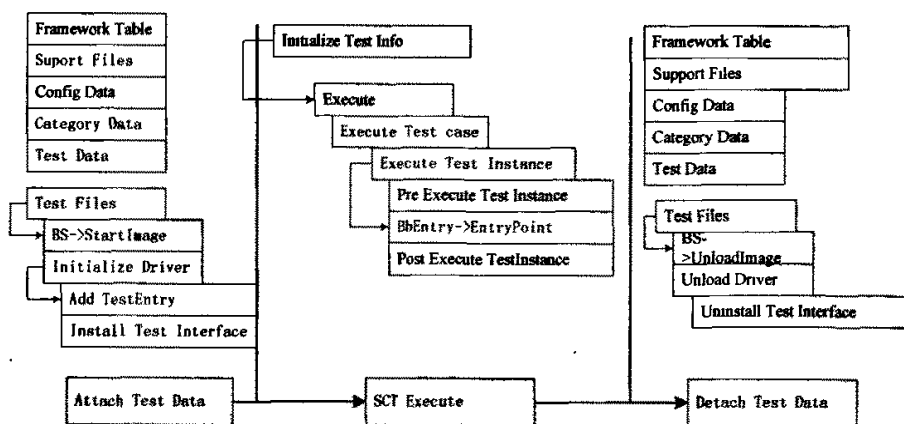 Framework Table
Suport Files
Config Data
Category Data
Test Data
Test Files
BS->StartImage
Initialize Driver
Add TestEntry
Install Test Interface
Attach Test Data
Initialize Test Info
Execute
Execute Test case
Execute Test Instance
Pre Execute Test Instance
BbEntry->EntryPoint
Post Execute TestInstance
SCT Execute
Framework Table
Support Files
Config Data
Category Data
Test Data
Test Files
BS-
>UnloadImage
Unload Driver
Uninstall Test Interface
Detach Test Data